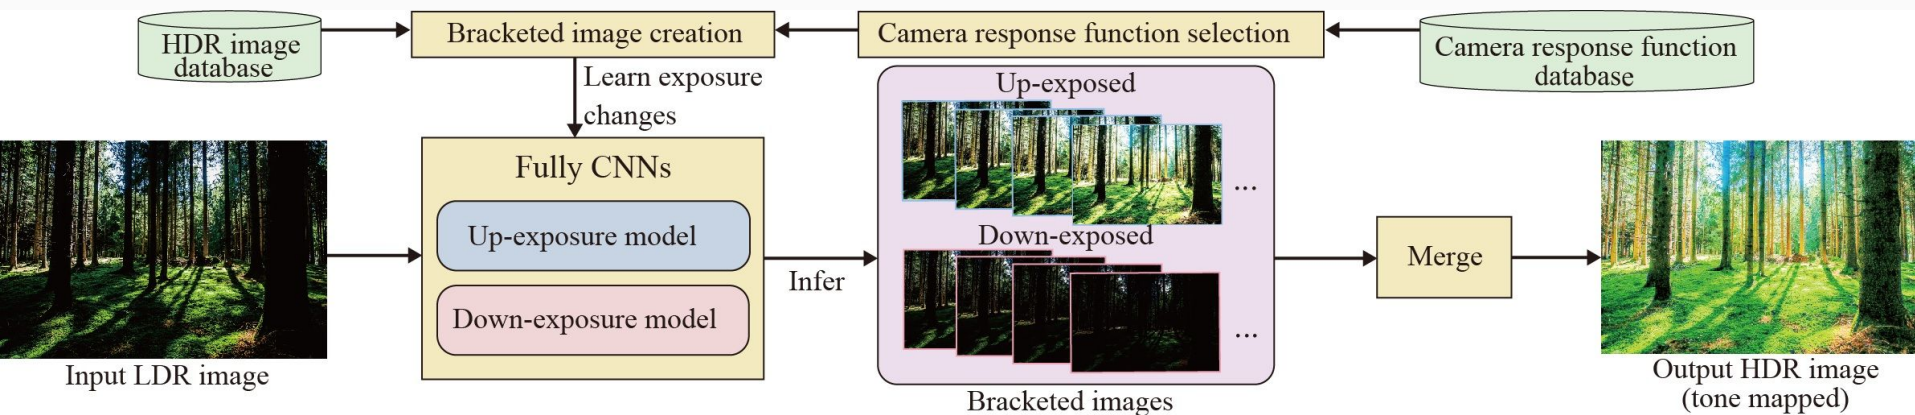 HDR image
database
Bracketed image creation
Camera response function selection
Camera response function
database
Learn exposure
changes
Fully CNNs
Up-exposure model
Down-exposure model
Input LDR image
Infer
Up-exposed
...
Down-exposed
...
Bracketed images
Merge
Output HDR image
(tone mapped)